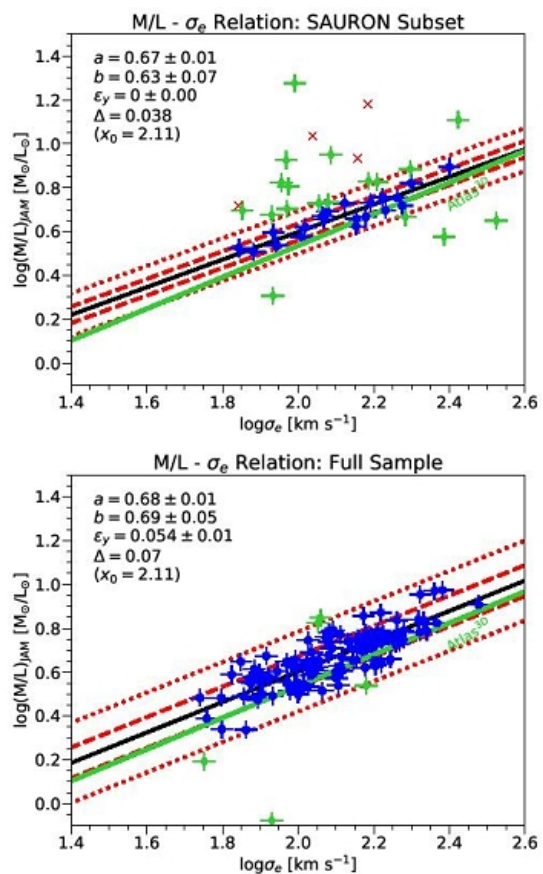 M/L - σₑ Relation: SAURON Subset
a = 0.67 ± 0.01
b = 0.63 ± 0.07
εᵧ = 0 ± 0.00
Δ = 0.038
(x₀ = 2.11)
log(M/L)JAM [M⊙/L⊙]
1.4
1.2
1.0
0.8
0.6
0.4
0.2
0.0
Atlas³ᴰ
1.4 1.6 1.8 2.0 2.2 2.4 2.6
logσₑ [km s⁻¹]
M/L - σₑ Relation: Full Sample
a = 0.68 ± 0.01
b = 0.69 ± 0.05
εᵧ = 0.054 ± 0.01
Δ = 0.07
(x₀ = 2.11)
log(M/L)JAM [M⊙/L⊙]
1.4
1.2
1.0
0.8
0.6
0.4
0.2
0.0
Atlas³ᴰ
1.4 1.6 1.8 2.0 2.2 2.4 2.6
logσₑ [km s⁻¹]